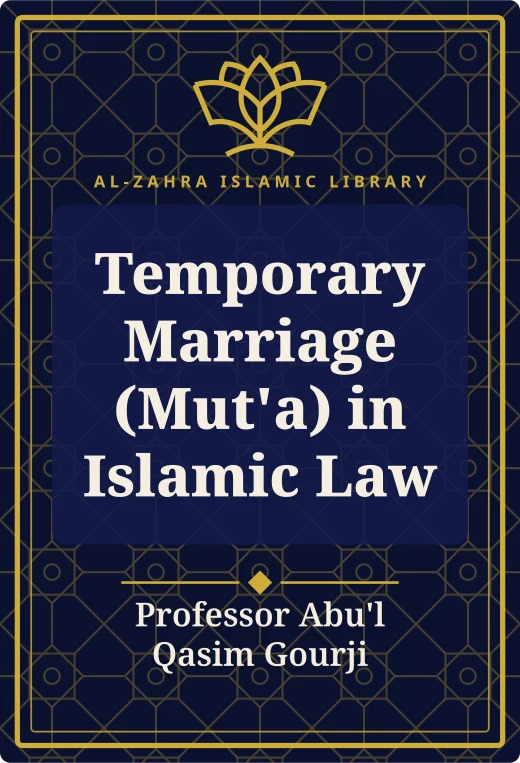 AL-ZAHRA ISLAMIC LIBRARY
Temporary
Marriage
(Mut'a) in
Islamic Law
Professor Abu'l
Qasim Gourji